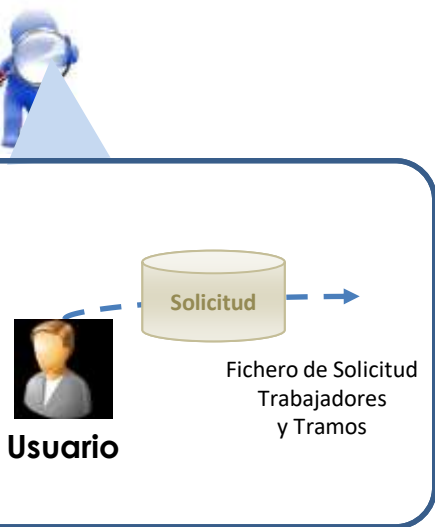 Solicitud
Fichero de Solicitud
Trabajadores
y Tramos
Usuario